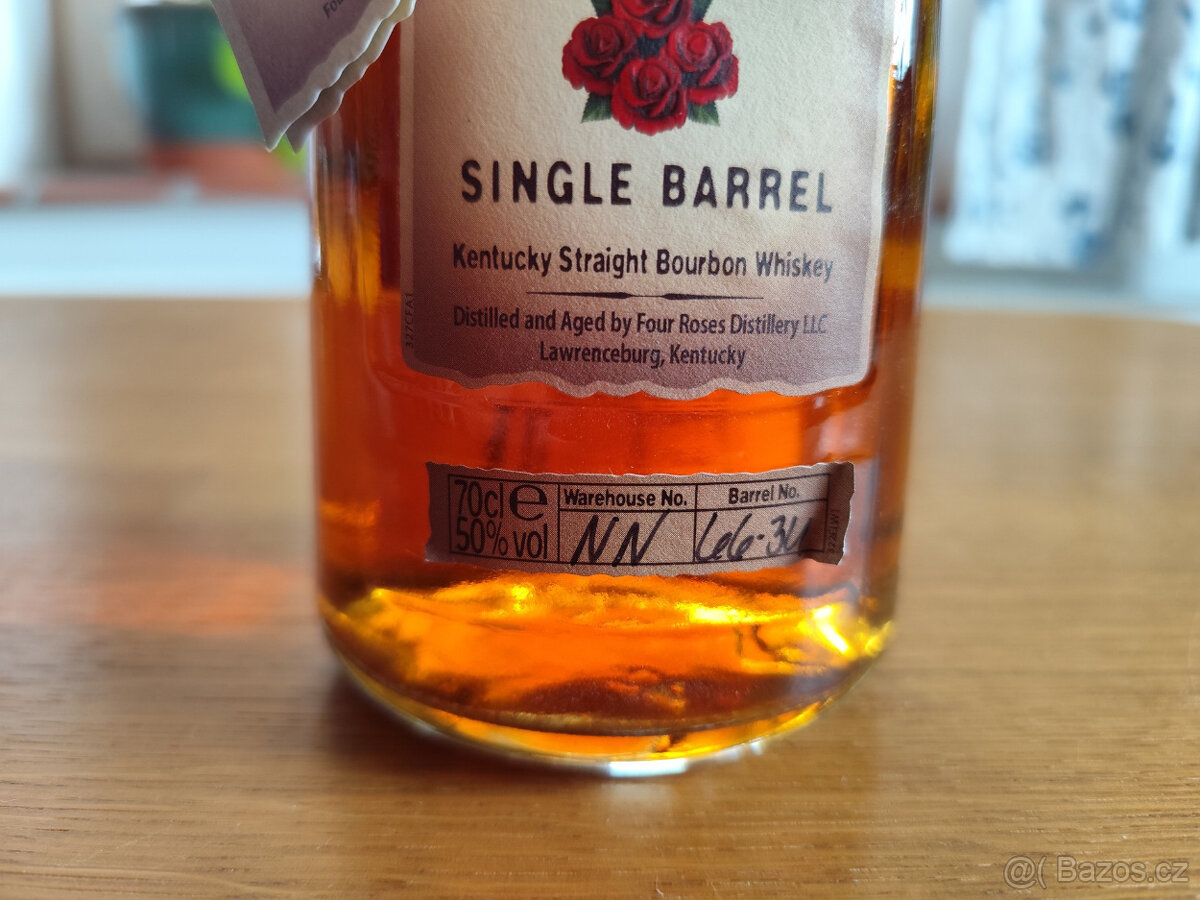 SINGLE BARREL
Kentucky Straight Bourbon Whiskey
Distilled and Aged by Four Roses Distillery LLC
Lawrenceburg, Kentucky
327CFA1
70cl e
50% vol
Warehouse No.
NN
Barrel No.
@( Bazos.cz